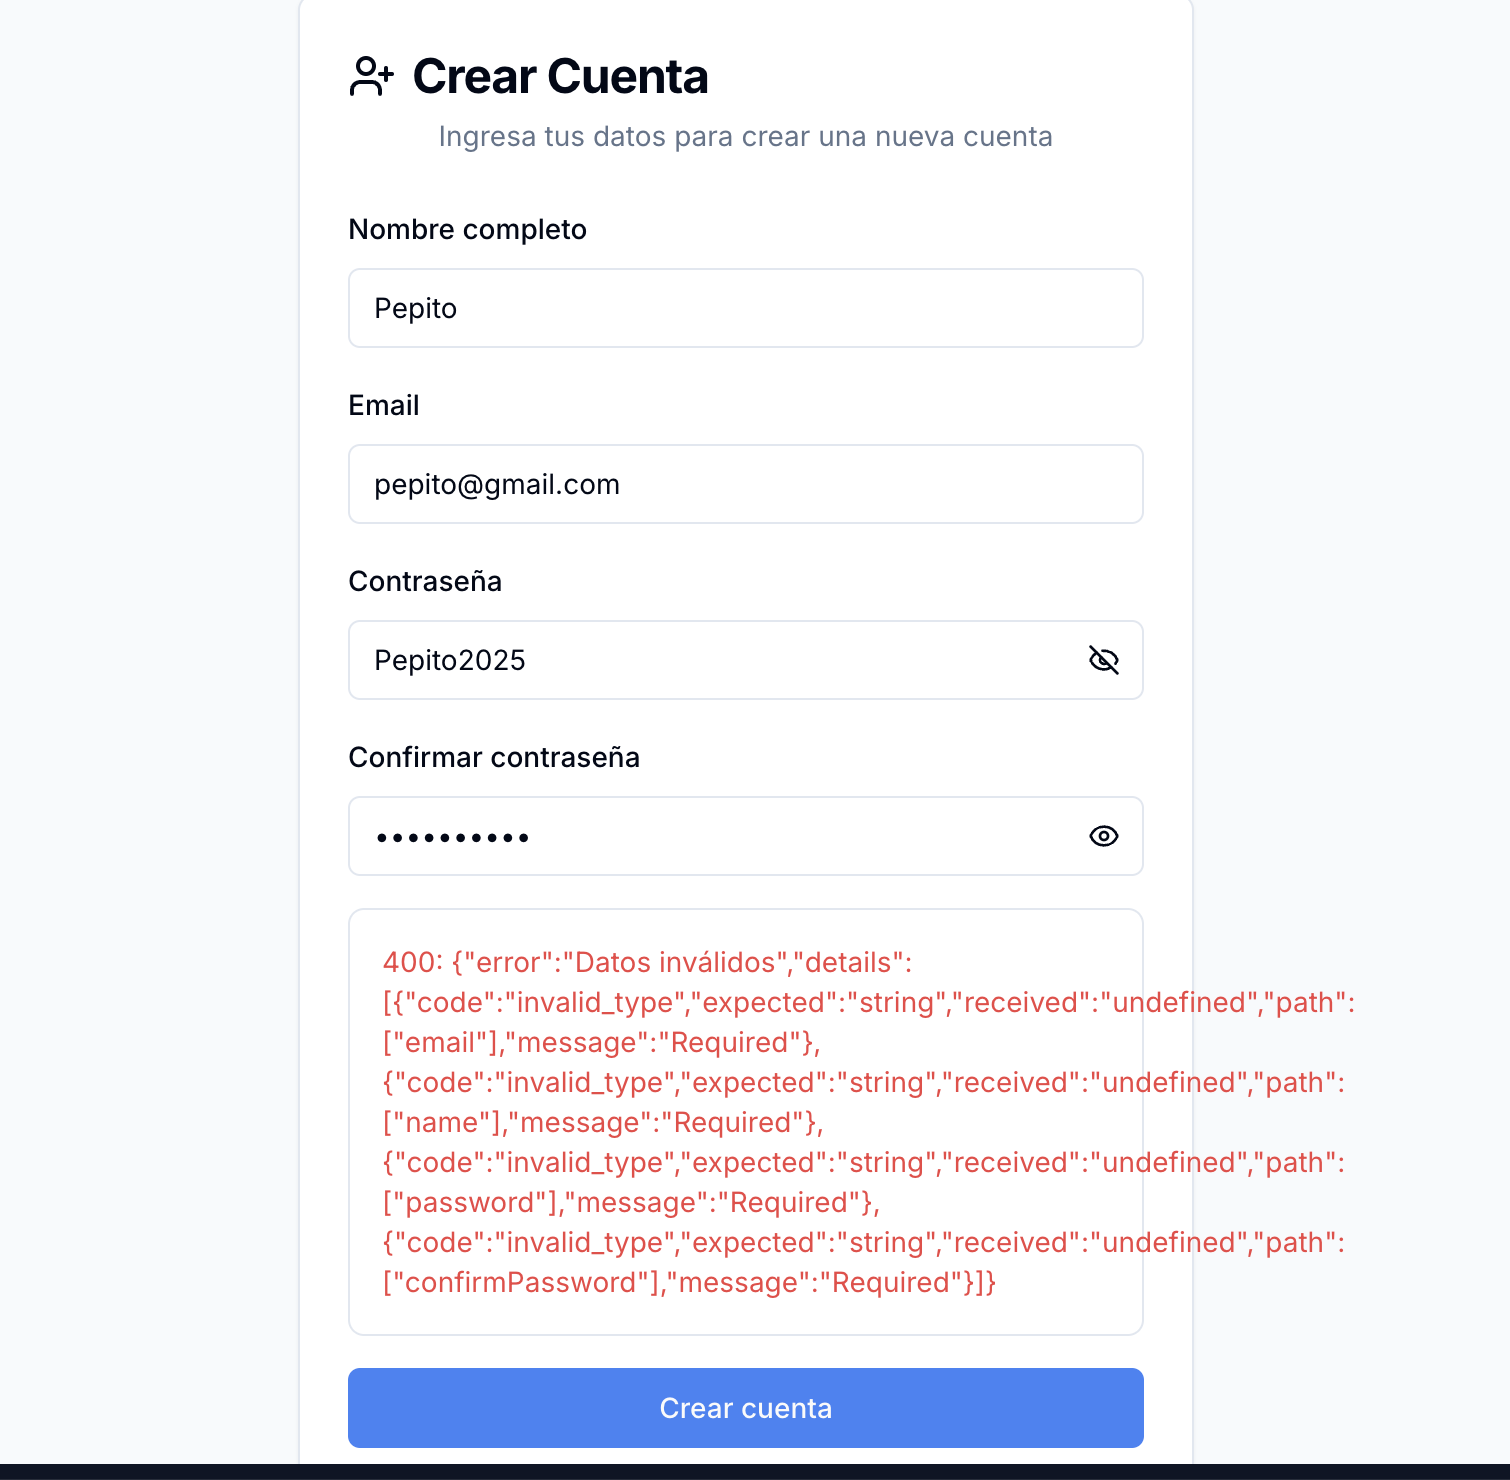 Crear Cuenta
Ingresa tus datos para crear una nueva cuenta
Nombre completo
Pepito
Email
pepito@gmail.com
Contraseña
Pepito2025
Confirmar contraseña
••••••••••
400: {"error":"Datos inválidos","details":
[{"code":"invalid_type","expected":"string","received":"undefined","path":
["email"],"message":"Required"},
{"code":"invalid_type","expected":"string","received":"undefined","path":
["name"],"message":"Required"},
{"code":"invalid_type","expected":"string","received":"undefined","path":
["password"],"message":"Required"},
{"code":"invalid_type","expected":"string","received":"undefined","path":
["confirmPassword"],"message":"Required"}]}
Crear cuenta